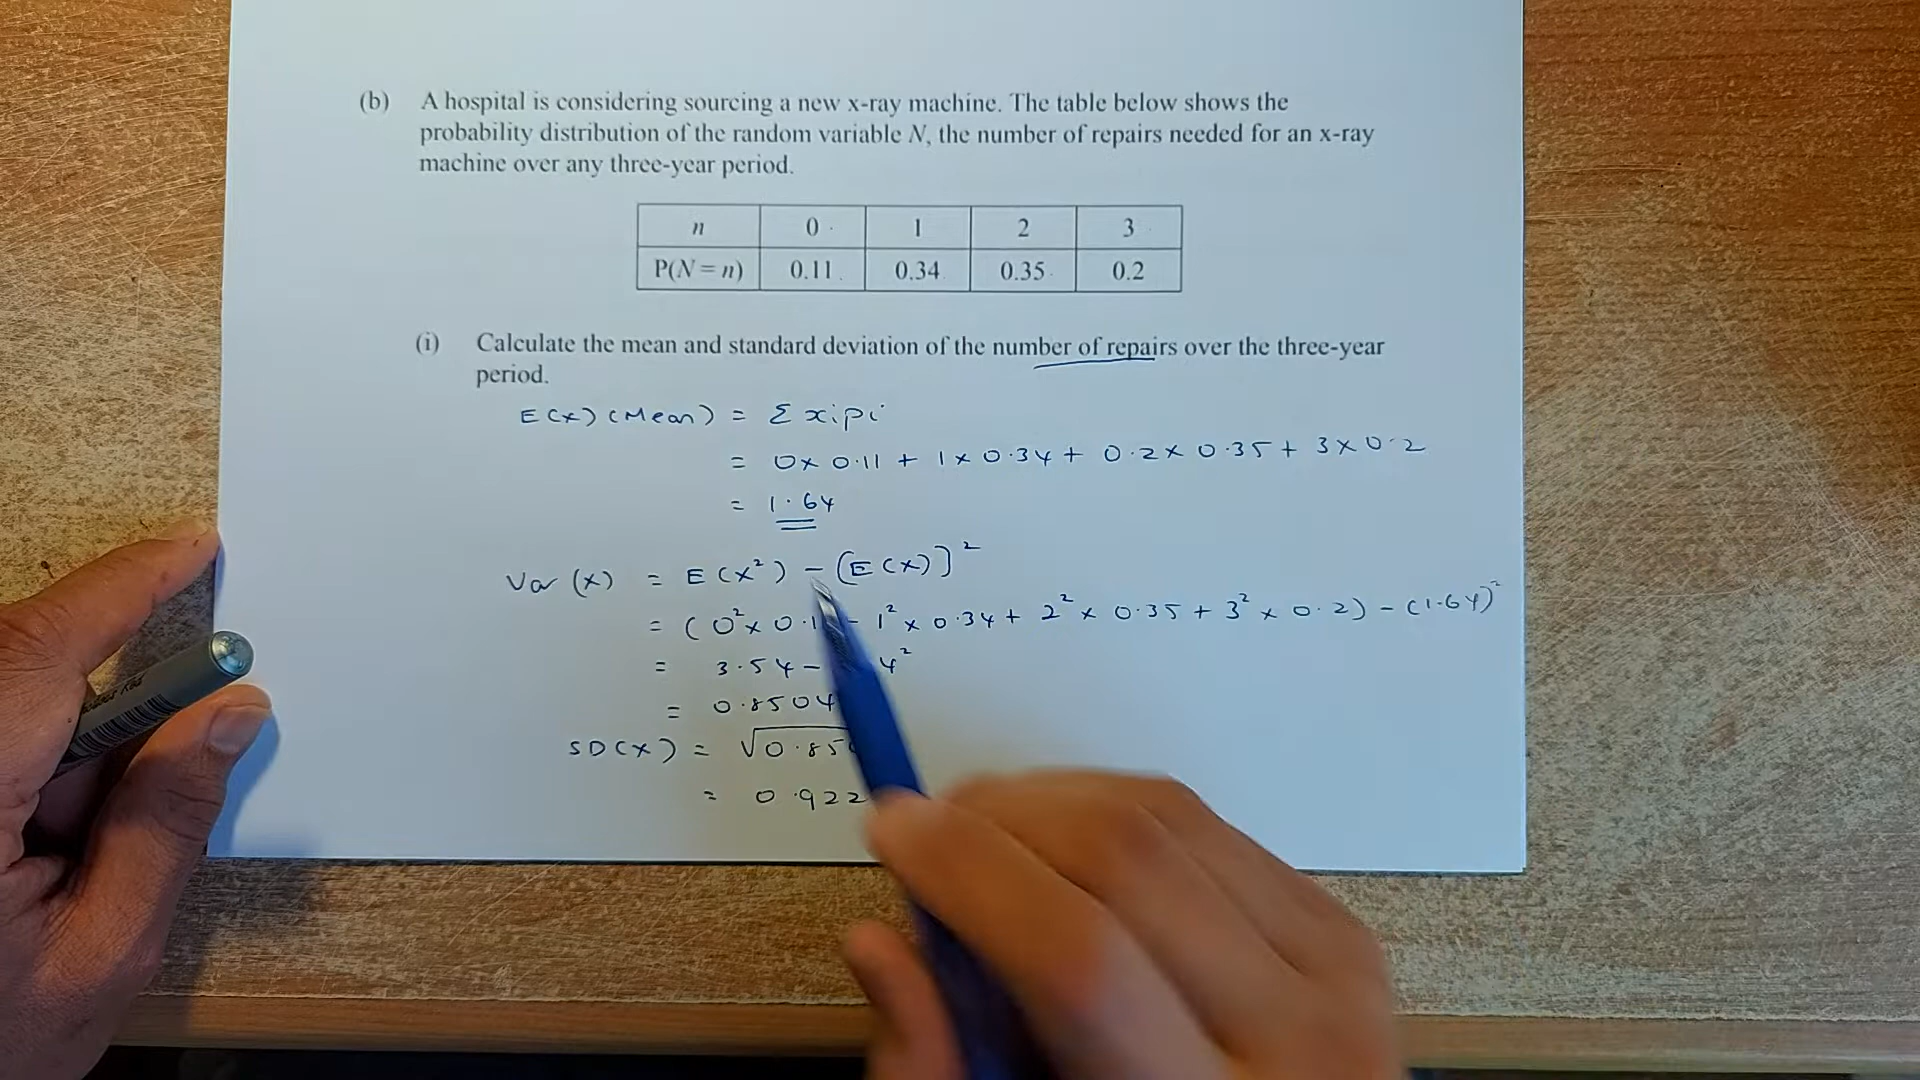 (b) A hospital is considering sourcing a new x-ray machine. The table below shows the
probability distribution of the random variable N, the number of repairs needed for an x-ray
machine over any three-year period.
n 0 1 2 3
P(N = n) 0.11 0.34 0.35 0.2
(i) Calculate the mean and standard deviation of the number of repairs over the three-year
period.
E(x) (Mean) = Σ xipi
= 0x 0.11 + 1 x 0.34 + 0.2 x 0.35 + 3 x 0.2
= 1.64
Var (x) = E(x²) - (E(x)]²
= (0² x 0.1 1² x 0.34 + 2² x 0.35 + 3² x 0.2) - (1.64)²
= 3.54 - 4²
= 0.8504
SD(x) = √0.85
= 0.922